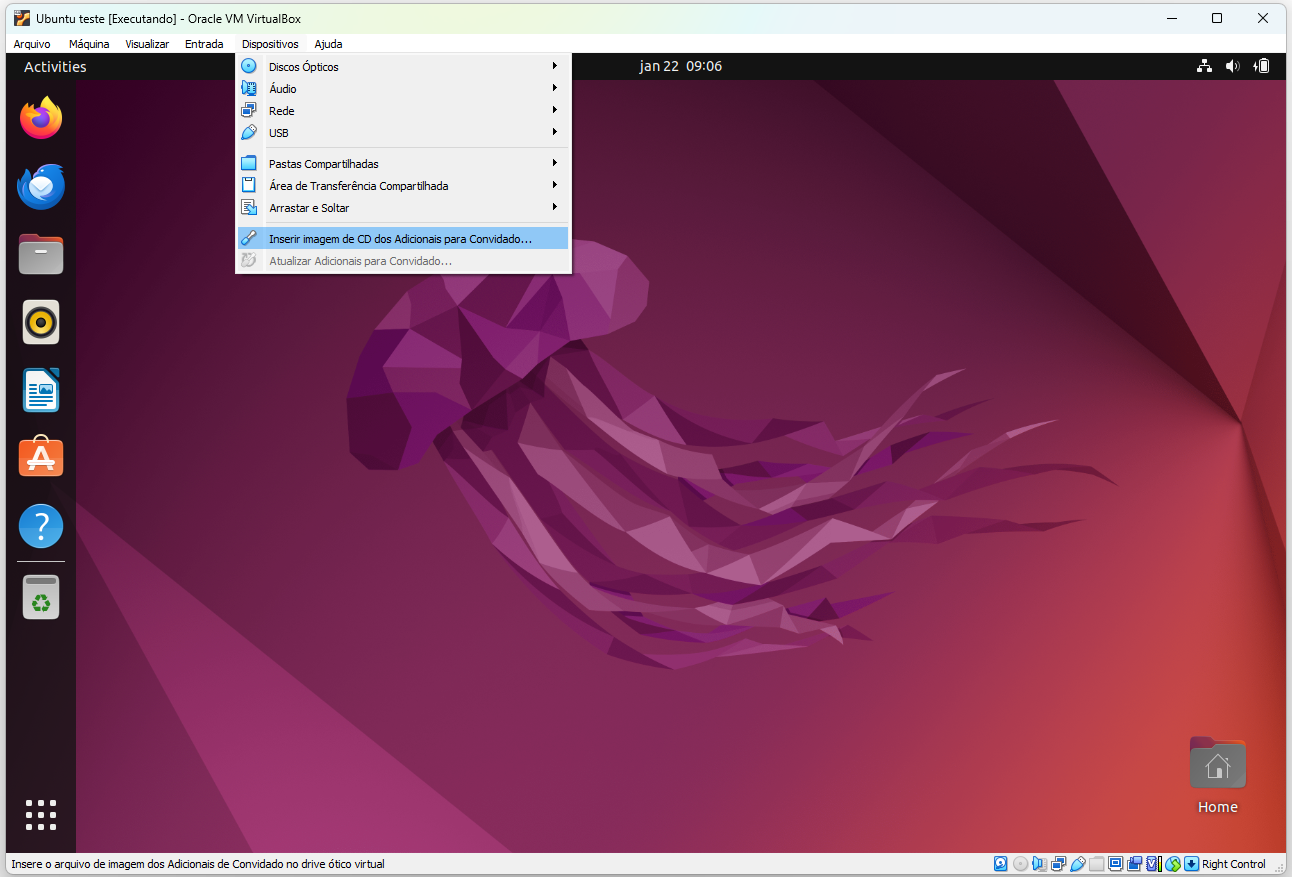 Ubuntu teste [Executando] - Oracle VM VirtualBox
Arquivo Máquina Visualizar Entrada Dispositivos Ajuda
Activities
jan 22 09:06
Discos Ópticos
Áudio
Rede
USB
Pastas Compartilhadas
Área de Transferência Compartilhada
Arrastar e Soltar
Inserir imagem de CD dos Adicionais para Convidado...
Atualizar Adicionais para Convidado...
Home
Insere o arquivo de imagem dos Adicionais de Convidado no drive ótico virtual
Right Control